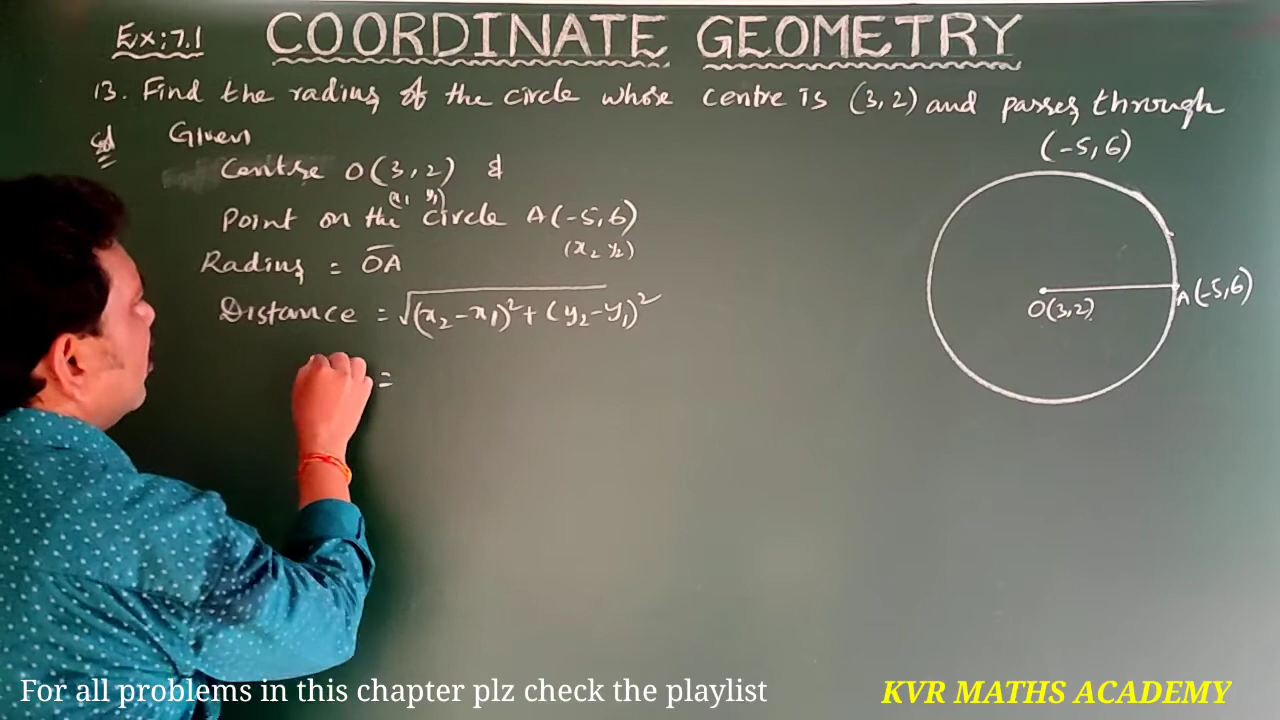 Ex:7.1 COORDINATE GEOMETRY
13. Find the radius of the circle whose centre is (3,2) and passes through
(-5,6)
Sol Given
Centre O(3,2) &
(x₁ y₁)
Point on the circle A(-5,6)
(x₂ y₂)
Radius = O̅A̅
Distance = √(x₂-x₁)²+(y₂-y₁)²
=
O(3,2)
A(-5,6)
For all problems in this chapter plz check the playlist
KVR MATHS ACADEMY